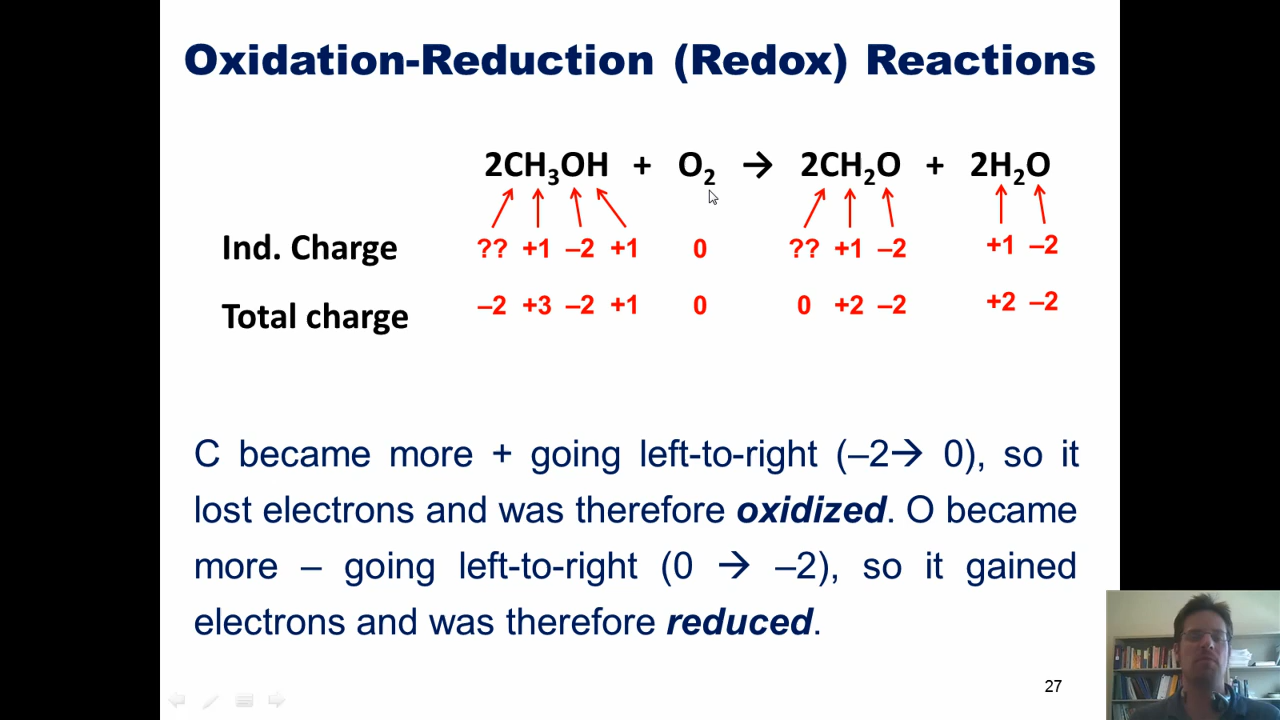 Oxidation-Reduction (Redox) Reactions
2CH₃OH + O₂ → 2CH₂O + 2H₂O
Ind. Charge ?? +1 –2 +1 0 ?? +1 –2 +1 –2
Total charge –2 +3 –2 +1 0 0 +2 –2 +2 –2
C became more + going left-to-right (–2→ 0), so it
lost electrons and was therefore oxidized. O became
more – going left-to-right (0 → –2), so it gained
electrons and was therefore reduced.
27